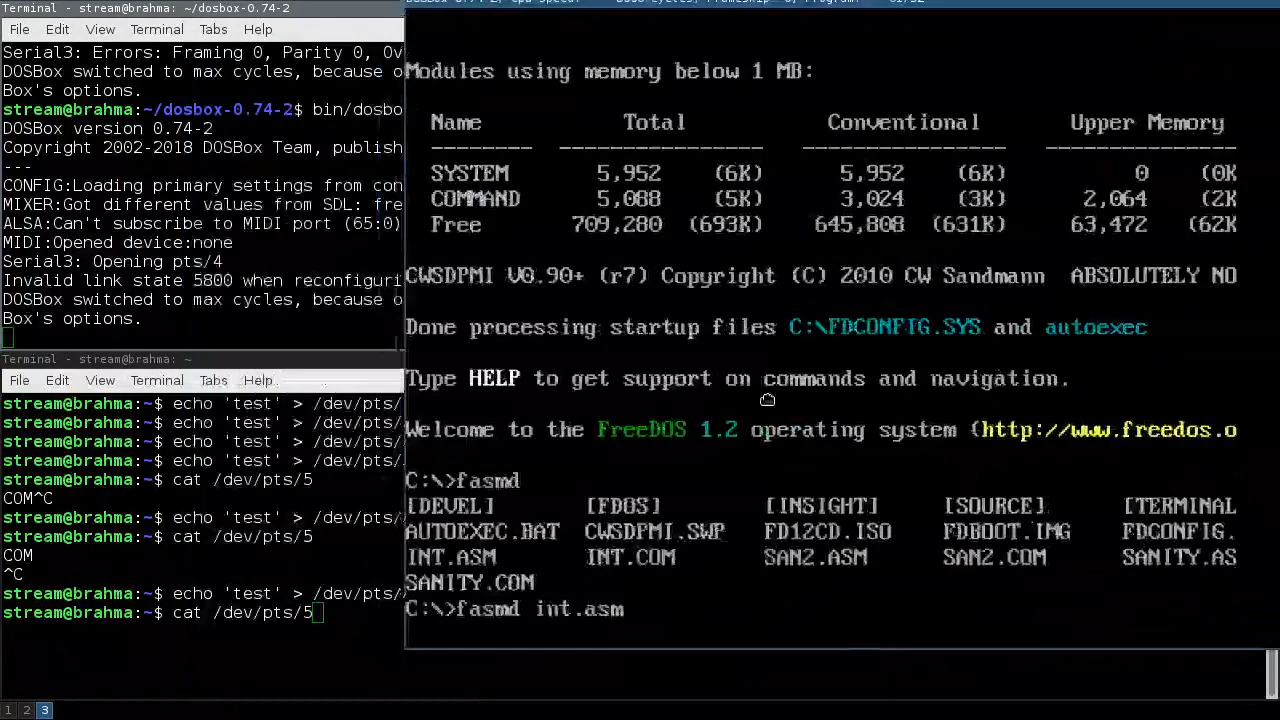 Terminal - stream@brahma: ~/dosbox-0.74-2
File Edit View Terminal Tabs Help
Serial3: Errors: Framing 0, Parity 0, Ov
DOSBox switched to max cycles, because o
Box's options.
stream@brahma:~/dosbox-0.74-2$ bin/dosbo
DOSBox version 0.74-2
Copyright 2002-2018 DOSBox Team, publish
---
CONFIG:Loading primary settings from con
MIXER:Got different values from SDL: fre
ALSA:Can't subscribe to MIDI port (65:0)
MIDI:Opened device:none
Serial3: Opening pts/4
Invalid link state 5800 when reconfiguri
DOSBox switched to max cycles, because o
Box's options.
Terminal - stream@brahma: ~
File Edit View Terminal Tabs Help
stream@brahma:~$ echo 'test' > /dev/pts/
stream@brahma:~$ echo 'test' > /dev/pts/
stream@brahma:~$ echo 'test' > /dev/pts/
stream@brahma:~$ echo 'test' > /dev/pts/
stream@brahma:~$ cat /dev/pts/5
COM^C
stream@brahma:~$ echo 'test' > /dev/pts/
stream@brahma:~$ cat /dev/pts/5
COM
^C
stream@brahma:~$ echo 'test' > /dev/pts/
stream@brahma:~$ cat /dev/pts/5
Modules using memory below 1 MB:
Name Total Conventional Upper Memory
-------- ---------------- ---------------- ---------------
SYSTEM 5,952 (6K) 5,952 (6K) 0 (0K
COMMAND 5,088 (5K) 3,024 (3K) 2,064 (2K
Free 709,280 (693K) 645,808 (631K) 63,472 (62K
CWSDPMI V0.90+ (r7) Copyright (C) 2010 CW Sandmann ABSOLUTELY NO
Done processing startup files C:\FDCONFIG.SYS and autoexec
Type HELP to get support on commands and navigation.
Welcome to the FreeDOS 1.2 operating system (http://www.freedos.o
C:\>fasmd
[DEVEL] [FDOS] [INSIGHT] [SOURCE] [TERMINAL
AUTOEXEC.BAT CWSDPMI.SWP FD12CD.ISO FDBOOT.IMG FDCONFIG.
INT.ASM INT.COM SAN2.ASM SAN2.COM SANITY.AS
SANITY.COM
C:\>fasmd int.asm
1 2 3